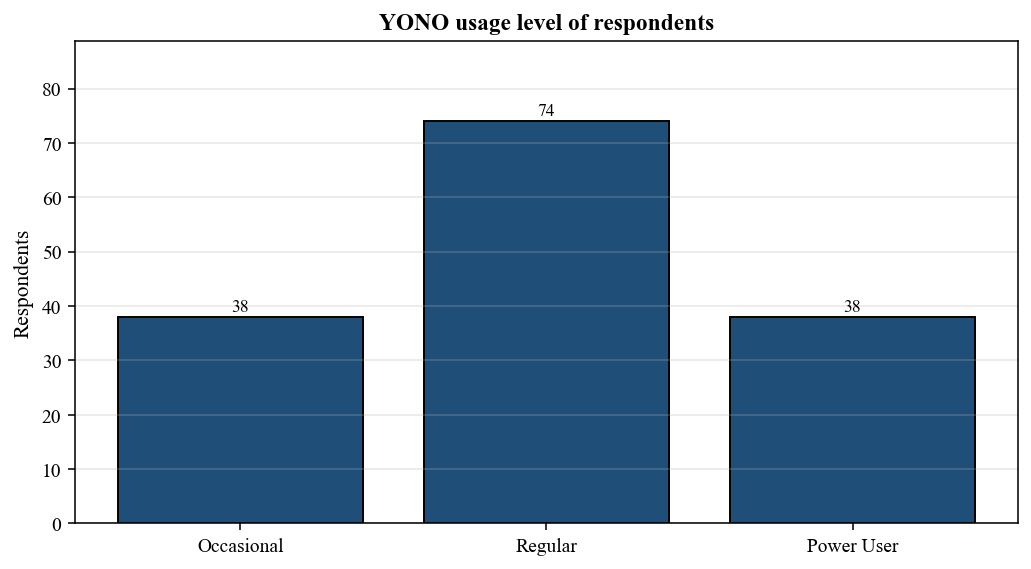 YONO usage level of respondents
Respondents
80
70
60
50
40
30
20
10
0
38
74
38
Occasional
Regular
Power User